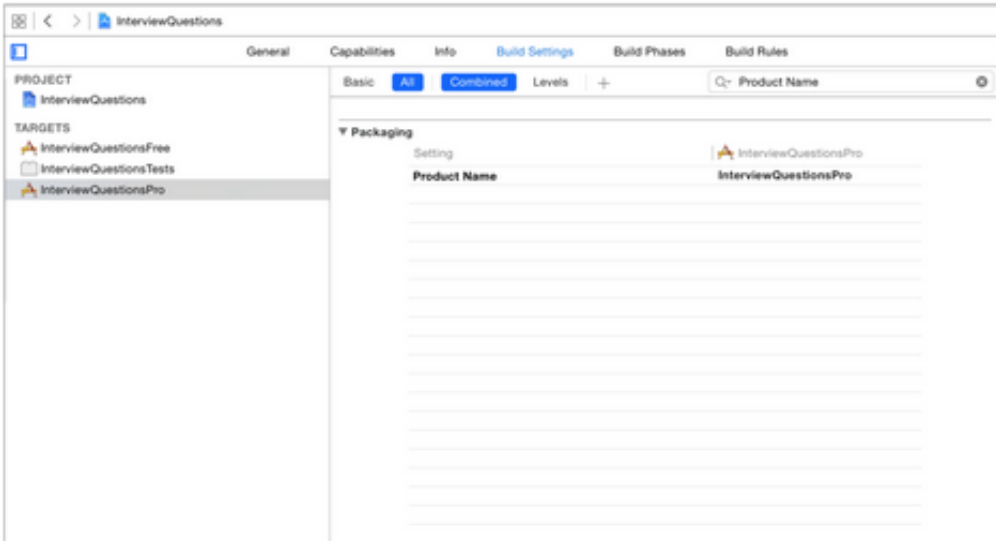 InterviewQuestions
General Capabilities Info Build Settings Build Phases Build Rules
PROJECT
InterviewQuestions
TARGETS
InterviewQuestionsFree
InterviewQuestionsTests
InterviewQuestionsPro
Basic All Combined Levels + Product Name
Packaging
Setting InterviewQuestionsPro
Product Name InterviewQuestionsPro